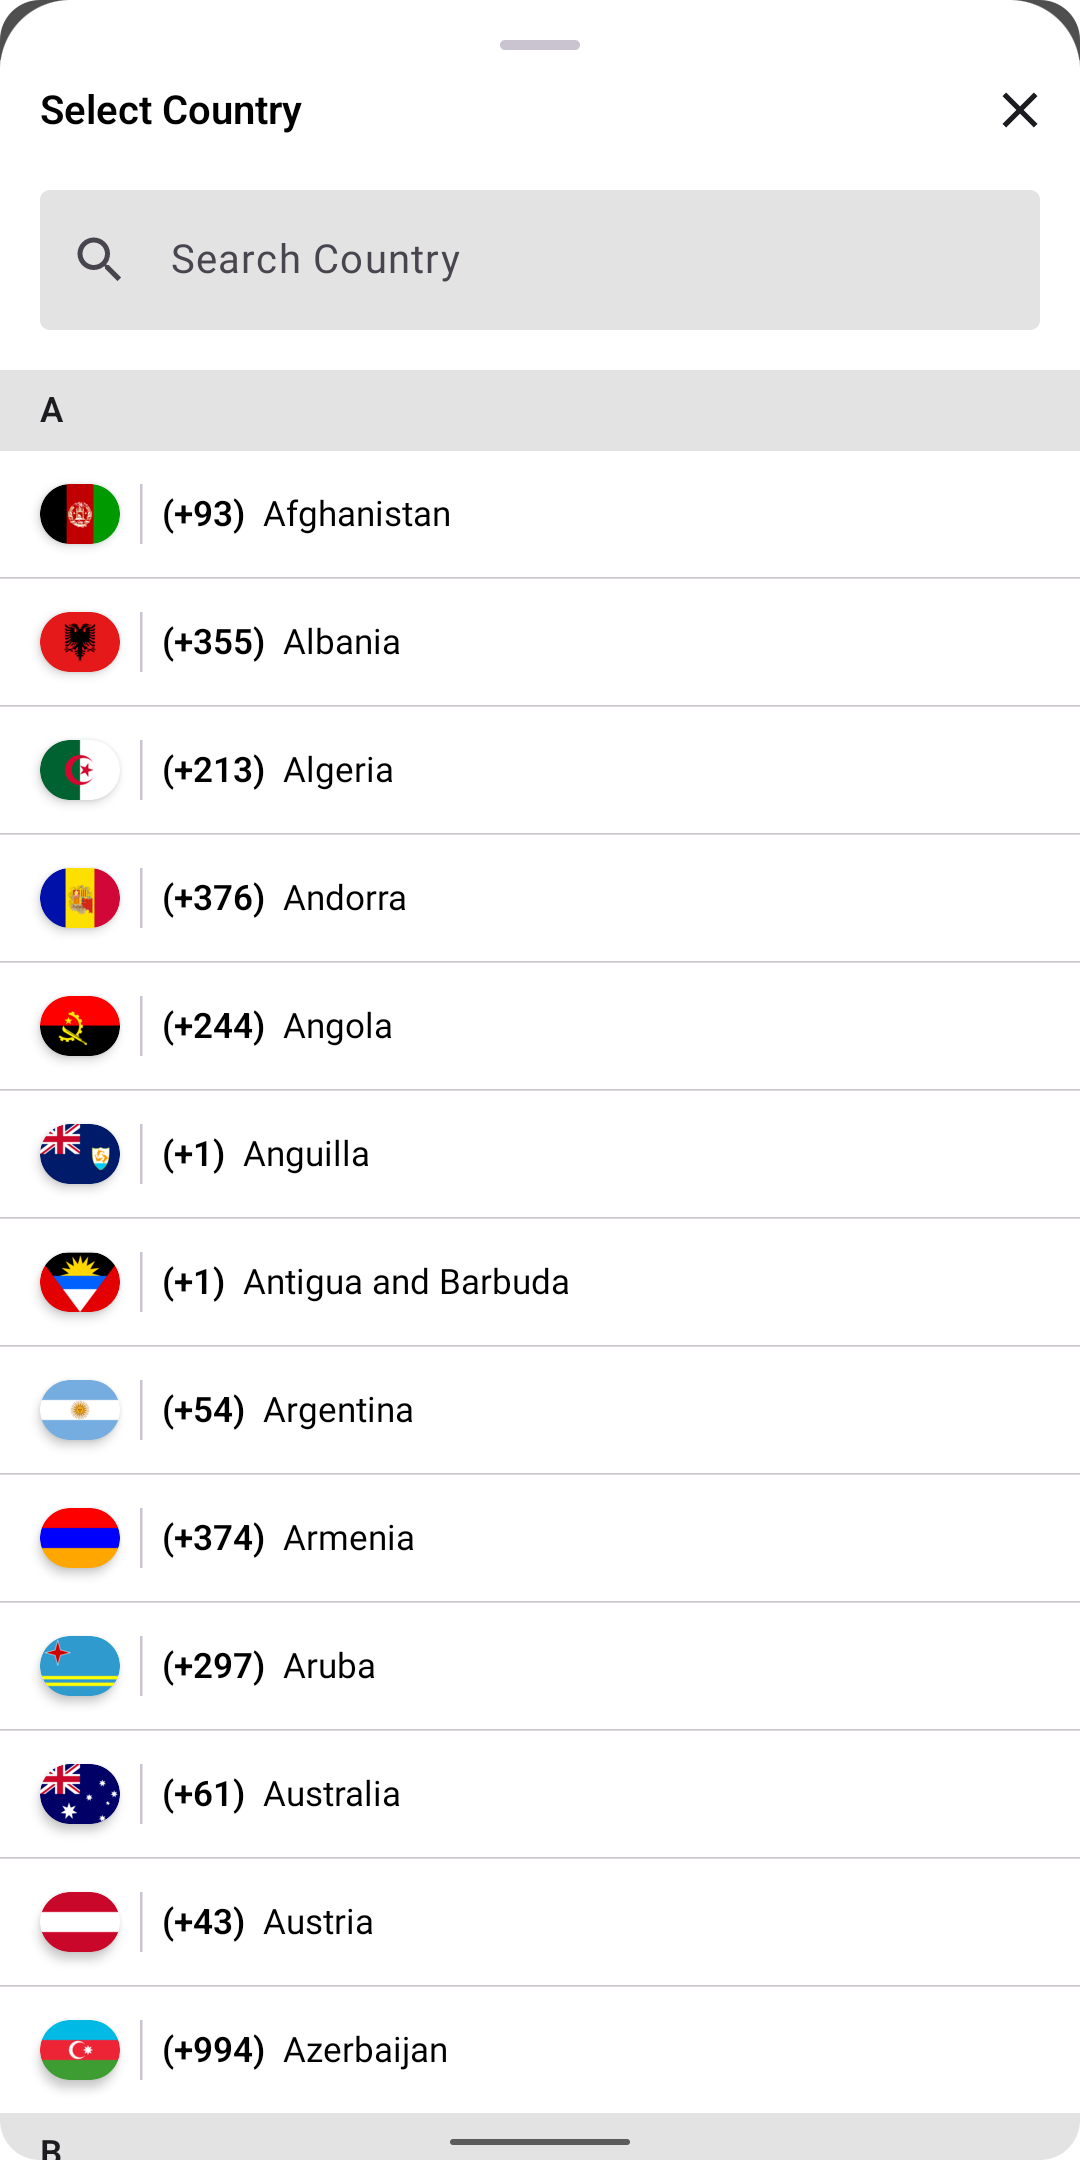 Select Country
Search Country
A
(+93) Afghanistan
(+355) Albania
(+213) Algeria
(+376) Andorra
(+244) Angola
(+1) Anguilla
(+1) Antigua and Barbuda
(+54) Argentina
(+374) Armenia
(+297) Aruba
(+61) Australia
(+43) Austria
(+994) Azerbaijan
B